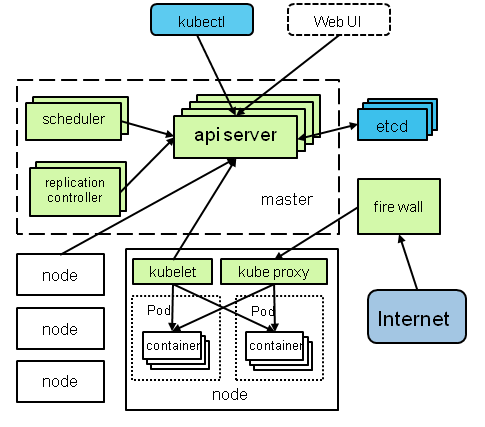 kubectl
Web UI
scheduler
api server
etcd
replication
controller
master
fire wall
node
kubelet
kube proxy
Pod
Pod
Internet
node
container
container
node
node